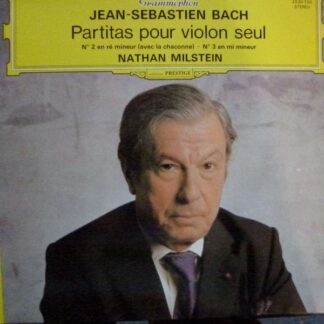 Grammophon
STEREO
JEAN-SEBASTIEN BACH
Partitas pour violon seul
N° 2 en ré mineur (avec la chaconne) - N° 3 en mi mineur
NATHAN MILSTEIN
PRESTIGE